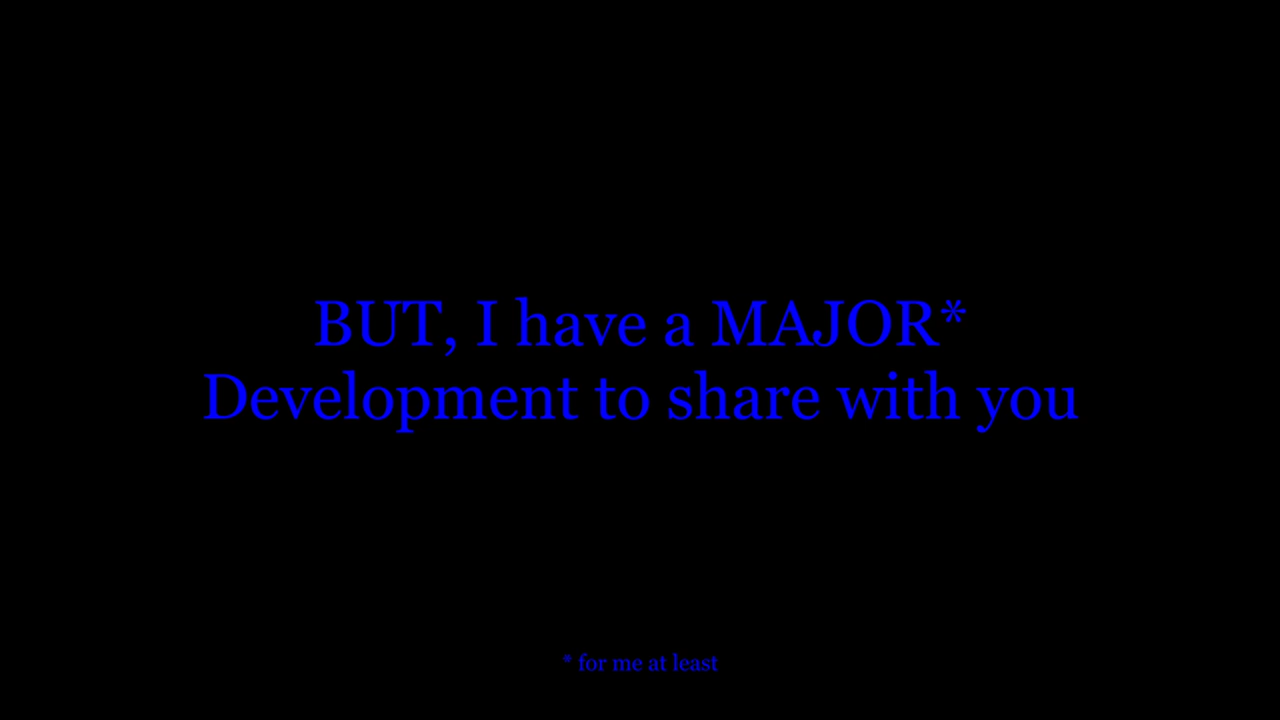 BUT, I have a MAJOR*
Development to share with you
* for me at least